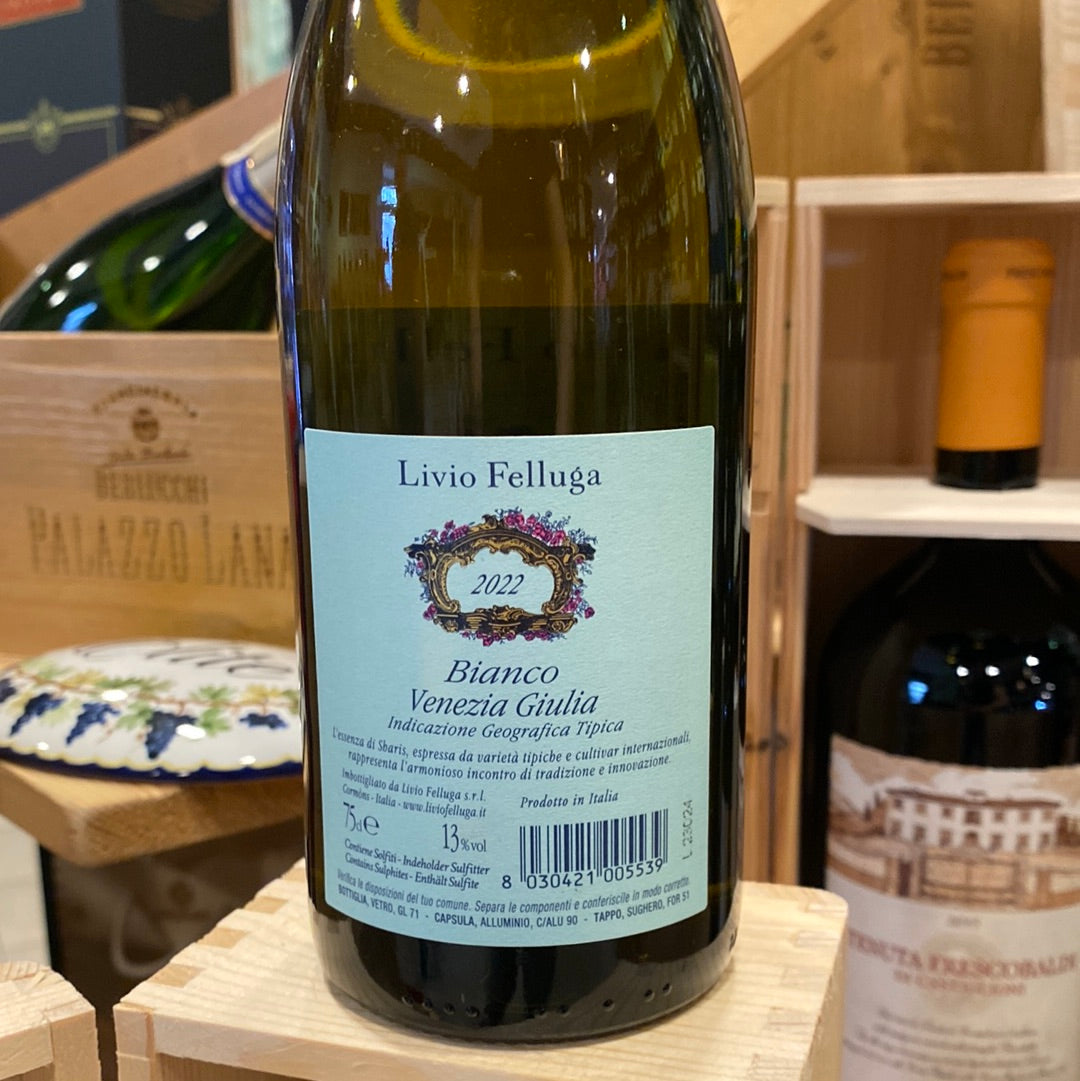 Livio Felluga
2022
Bianco
Venezia Giulia
Indicazione Geografica Tipica
L'essenza di Sharis, espressa da varietà tipiche e cultivar internazionali,
rappresenta l'armonioso incontro di tradizione e innovazione.
Imbottigliato da Livio Felluga s.r.l.
Cormòns - Italia - www.liviofelluga.it
Prodotto in Italia
75cl e
13% vol
Contiene Solfiti - Indeholder Sulfitter
Contains Sulphites - Enthält Sulfite
8 030421 005539
L 23024
Verifica le disposizioni del tuo comune. Separa le componenti e conferiscile in modo corretto.
BOTTIGLIA, VETRO, GL 71 - CAPSULA, ALLUMINIO, C/ALU 90 - TAPPO, SUGHERO, FOR 51
BERLUCCHI
PALAZZO LANA
TENUTA FRESCOBALDI